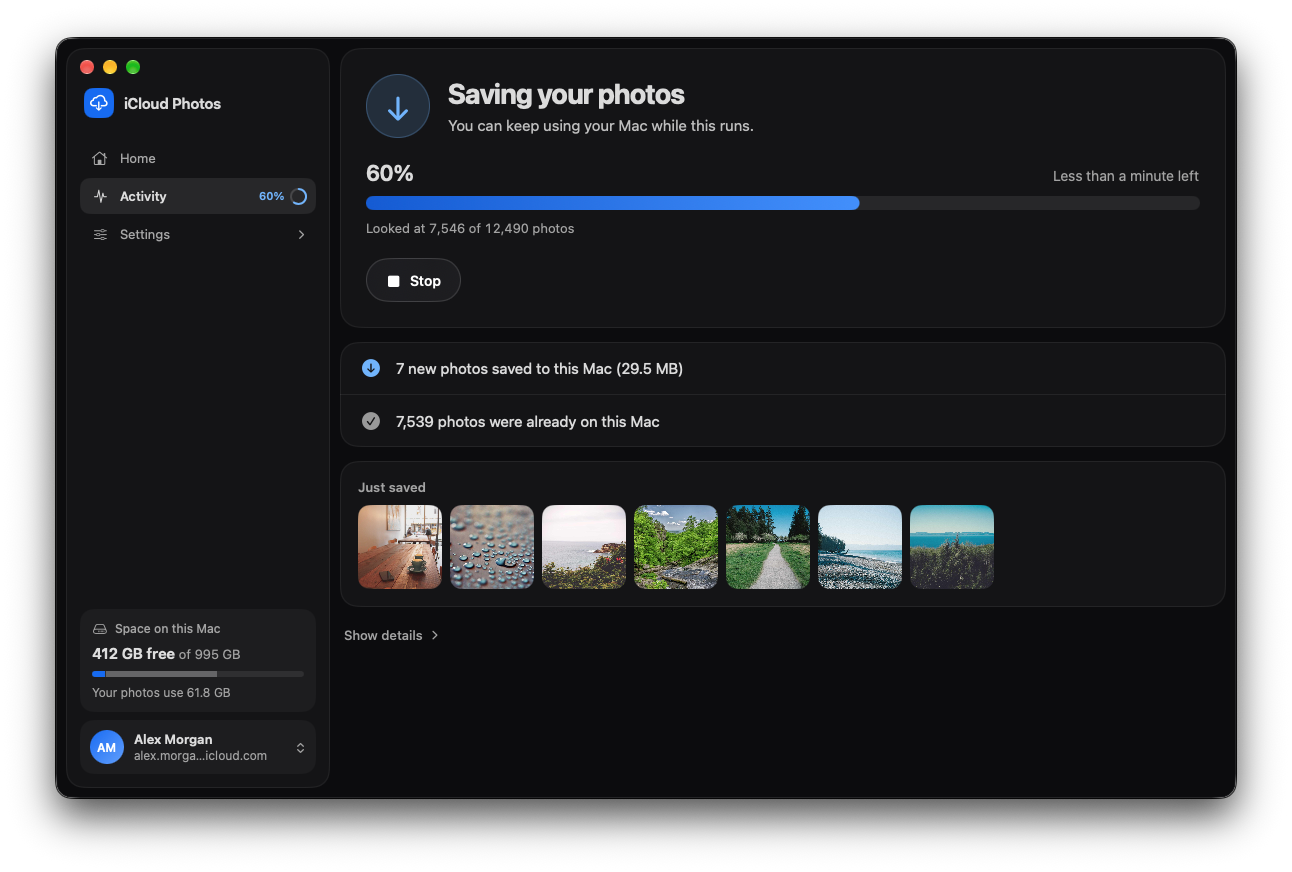 iCloud Photos
Home
Activity 60%
Settings
Space on this Mac
412 GB free of 995 GB
Your photos use 61.8 GB
AM
Alex Morgan
alex.morga...icloud.com
Saving your photos
You can keep using your Mac while this runs.
60%
Less than a minute left
Looked at 7,546 of 12,490 photos
Stop
7 new photos saved to this Mac (29.5 MB)
7,539 photos were already on this Mac
Just saved
Show details